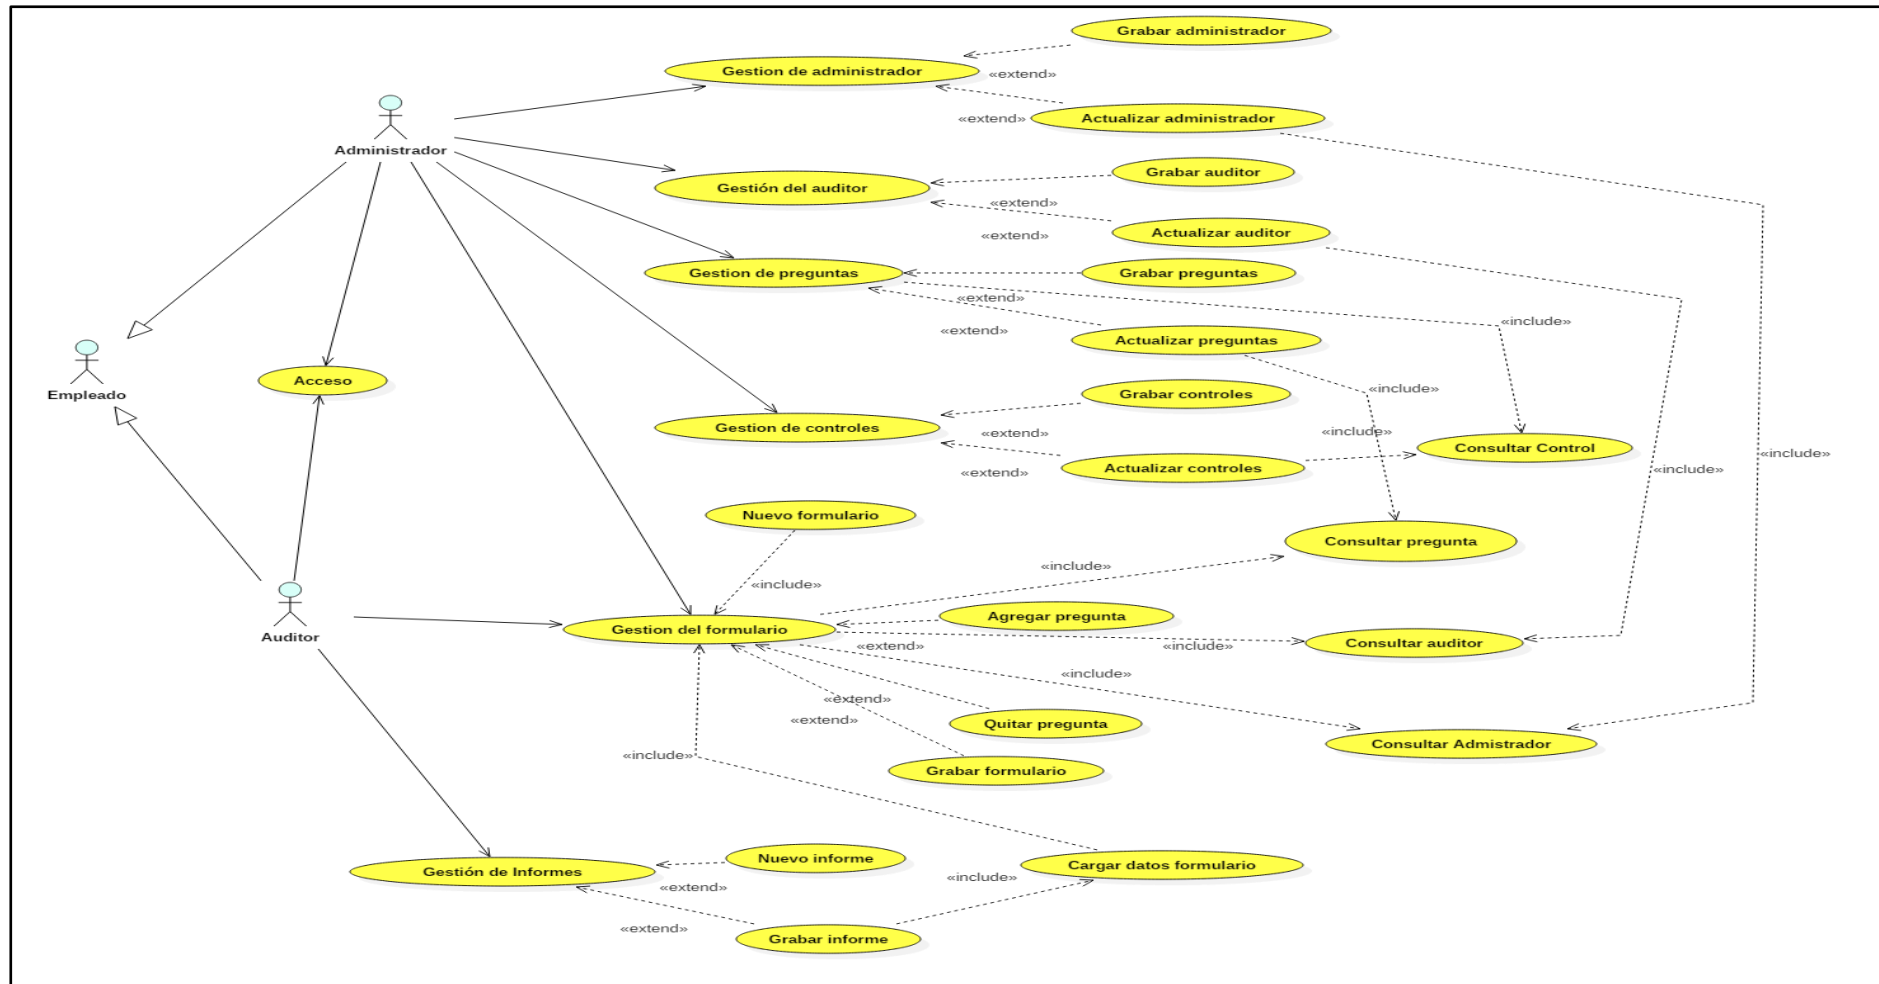 Grabar administrador
Gestion de administrador
«extend»
Actualizar administrador
«extend»
Administrador
Grabar auditor
Gestión del auditor
«extend»
Actualizar auditor
«extend»
Gestion de preguntas
Grabar preguntas
«extend»
«include»
«extend»
Actualizar preguntas
Empleado
Acceso
«include»
Grabar controles
Gestion de controles
«extend»
«include»
Consultar Control
«include»
«extend»
Actualizar controles
«include»
Nuevo formulario
Consultar pregunta
«include»
«include»
Agregar pregunta
Auditor
Gestion del formulario
«extend»
«include»
Consultar auditor
«include»
«extend»
«extend»
Quitar pregunta
Consultar Admistrador
«include»
Grabar formulario
Nuevo informe
Cargar datos formulario
Gestión de Informes
«extend»
«include»
«extend»
Grabar informe